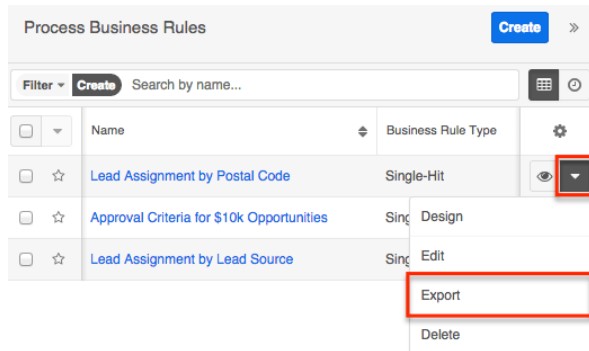 Process Business Rules Create »
Filter Create Search by name...
Name Business Rule Type
Lead Assignment by Postal Code Single-Hit
Approval Criteria for $10k Opportunities Sing
Design
Lead Assignment by Lead Source Sing
Edit
Export
Delete